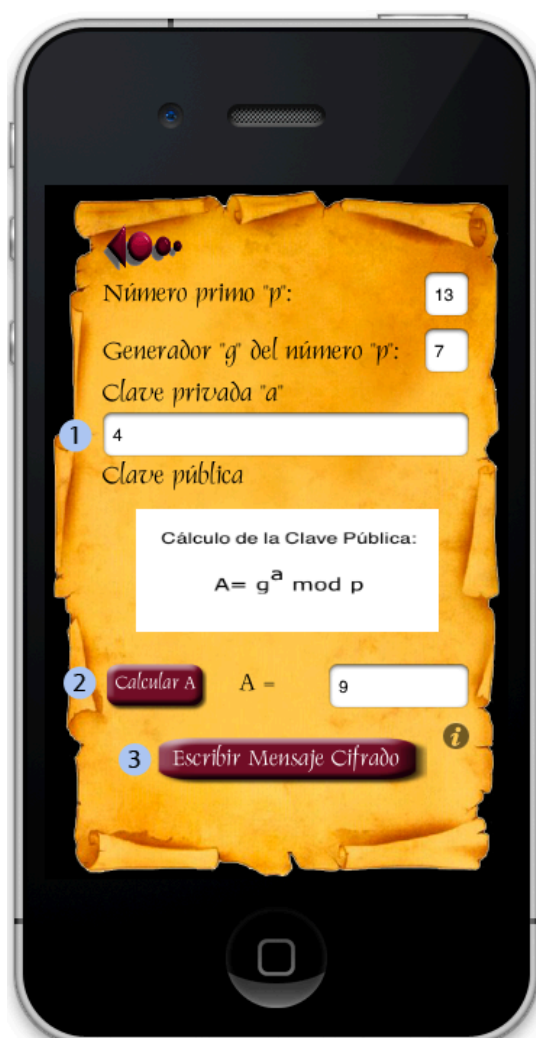 Número primo "p":
13
Generador "g" del número "p":
7
Clave privada "a"
1
4
Clave pública
Cálculo de la Clave Pública:
A= g^a mod p
2
Calcular A
A =
9
i
3
Escribir Mensaje Cifrado